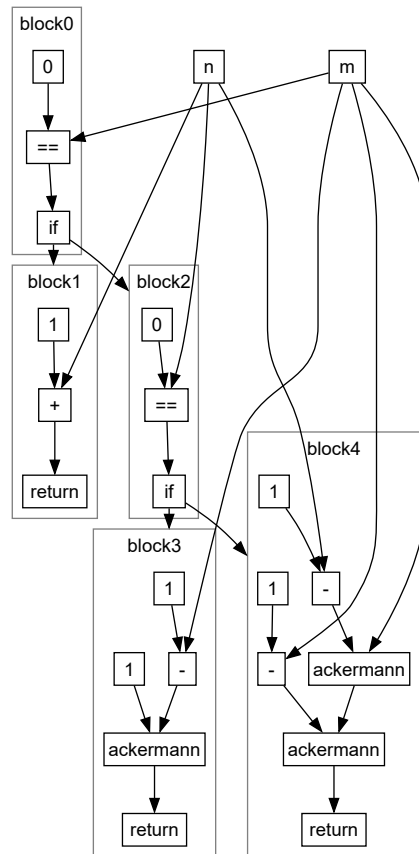 block0
0
n
m
==
if
block1
block2
1
0
+
==
block4
return
if
1
block3
1
1
-
1
-
-
ackermann
ackermann
ackermann
return
return